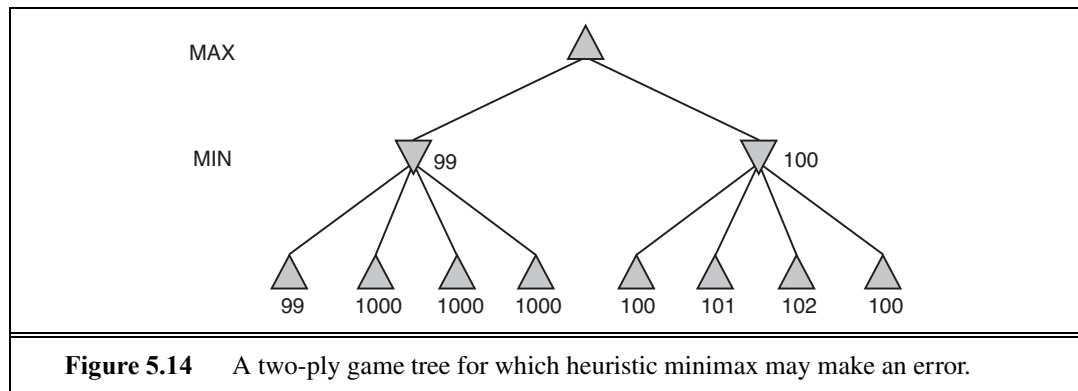 MAX
MIN
99
100
99 1000 1000 1000 100 101 102 100
Figure 5.14 A two-ply game tree for which heuristic minimax may make an error.